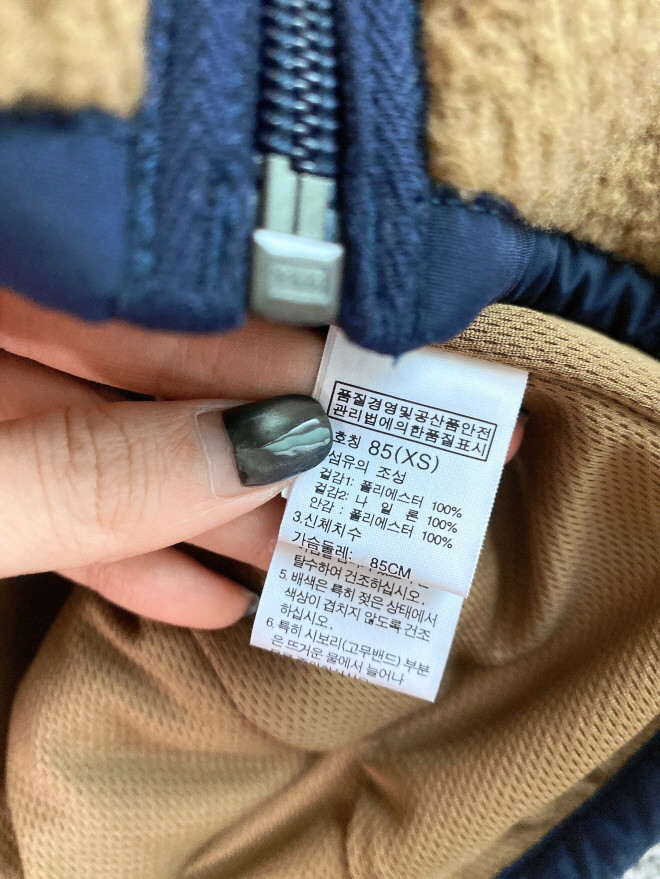 품질경영및공산품안전
관리법에의한품질표시
호칭 85(XS)
섬유의 조성
겉감1: 폴리에스터 100%
겉감2: 나 일 론 100%
안감 : 폴리에스터 100%
3.신체치수
가슴둘레: 85CM
탈수하여 건조하십시오.
5. 배색은 특히 젖은 상태에서
색상이 겹치지 않도록 건조
하십시오.
6. 특히 시보리(고무밴드) 부분
은 뜨거운 물에서 늘어나